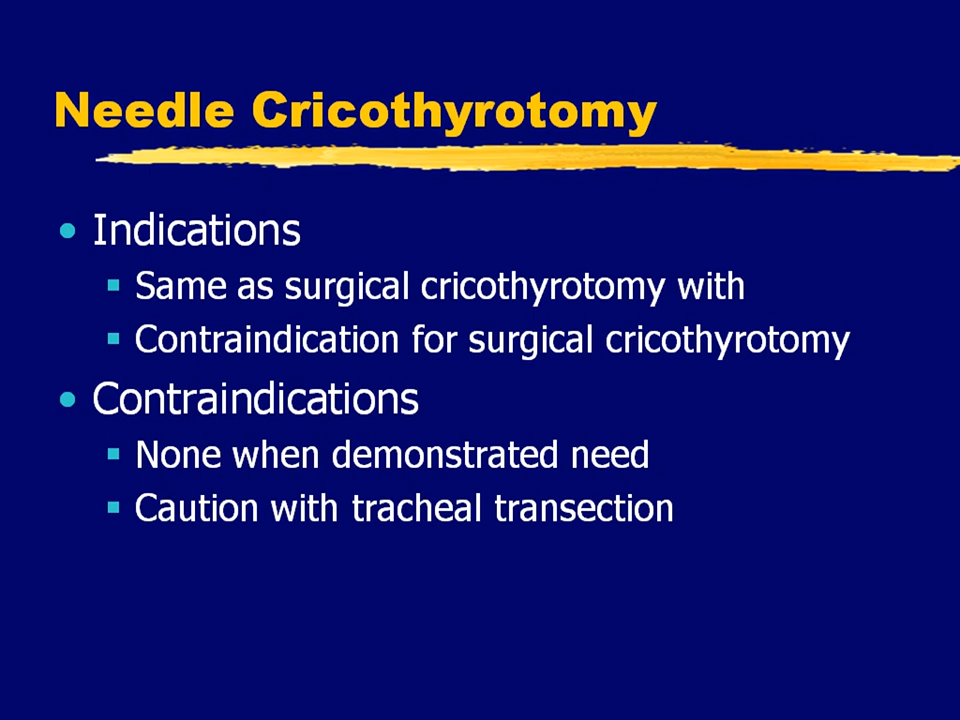 Needle Cricothyrotomy
• Indications
▪ Same as surgical cricothyrotomy with
▪ Contraindication for surgical cricothyrotomy
• Contraindications
▪ None when demonstrated need
▪ Caution with tracheal transection